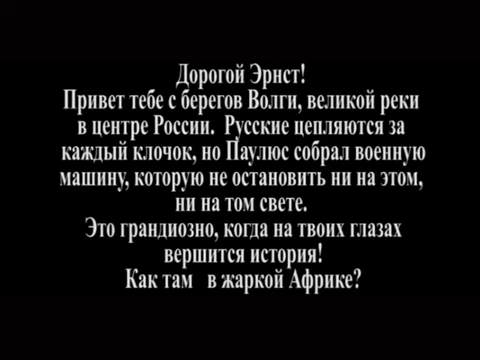 Дорогой Эрнст!
Привет тебе с берегов Волги, великой реки
в центре России. Русские цепляются за
каждый клочок, но Паулюс собрал военную
машину, которую не остановить ни на этом,
ни на том свете.
Это грандиозно, когда на твоих глазах
вершится история!
Как там в жаркой Африке?